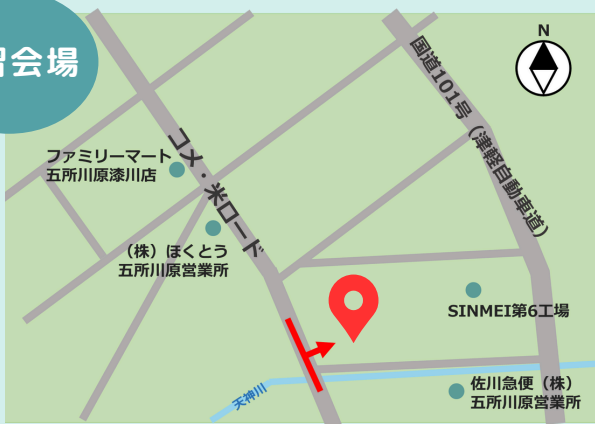 習会場
N
国道101号（津軽自動車道）
コメ・米ロード
ファミリーマート
五所川原漆川店
（株）ほくとう
五所川原営業所
SINMEI第6工場
天神川
佐川急便（株）
五所川原営業所